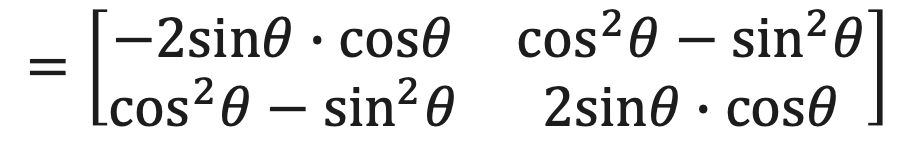 = [−2sinθ · cosθ cos²θ − sin²θ
cos²θ − sin²θ 2sinθ · cosθ]